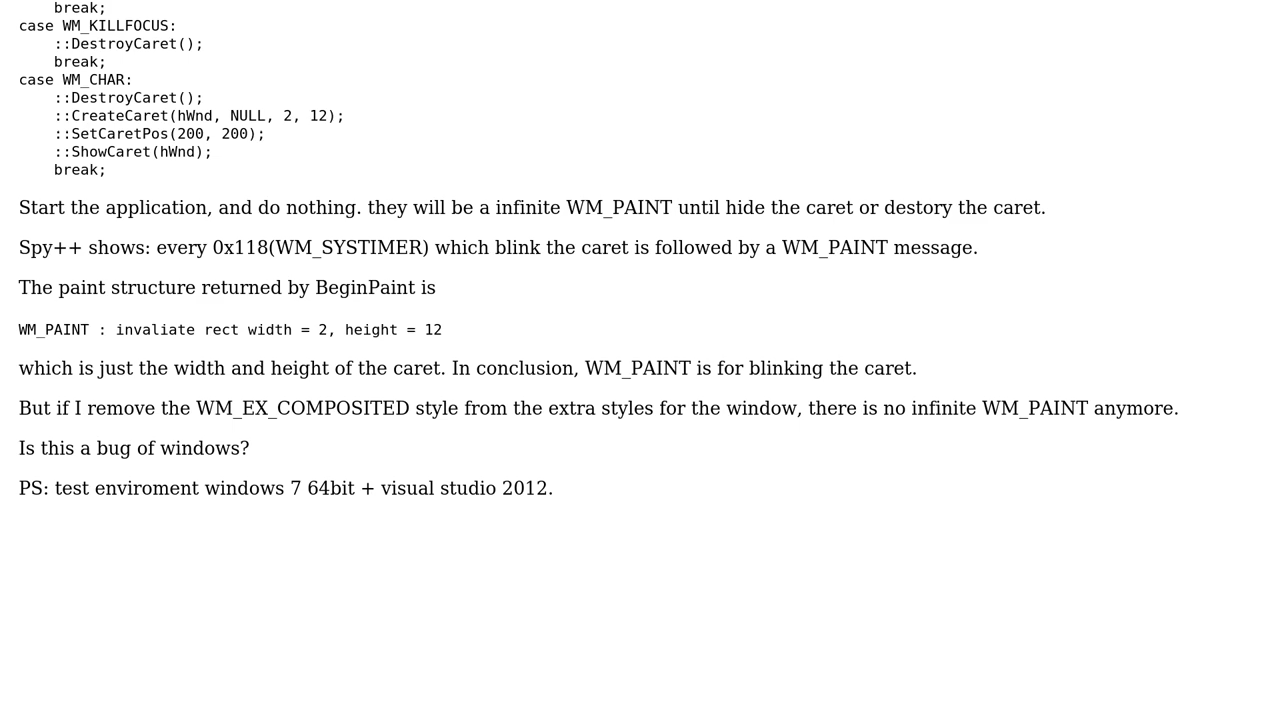 break;
case WM_KILLFOCUS:
    ::DestroyCaret();
    break;
case WM_CHAR:
    ::DestroyCaret();
    ::CreateCaret(hWnd, NULL, 2, 12);
    ::SetCaretPos(200, 200);
    ::ShowCaret(hWnd);
    break;
Start the application, and do nothing. they will be a infinite WM_PAINT until hide the caret or destory the caret.
Spy++ shows: every 0x118(WM_SYSTIMER) which blink the caret is followed by a WM_PAINT message.
The paint structure returned by BeginPaint is
WM_PAINT : invaliate rect width = 2, height = 12
which is just the width and height of the caret. In conclusion, WM_PAINT is for blinking the caret.
But if I remove the WM_EX_COMPOSITED style from the extra styles for the window, there is no infinite WM_PAINT anymore.
Is this a bug of windows?
PS: test enviroment windows 7 64bit + visual studio 2012.